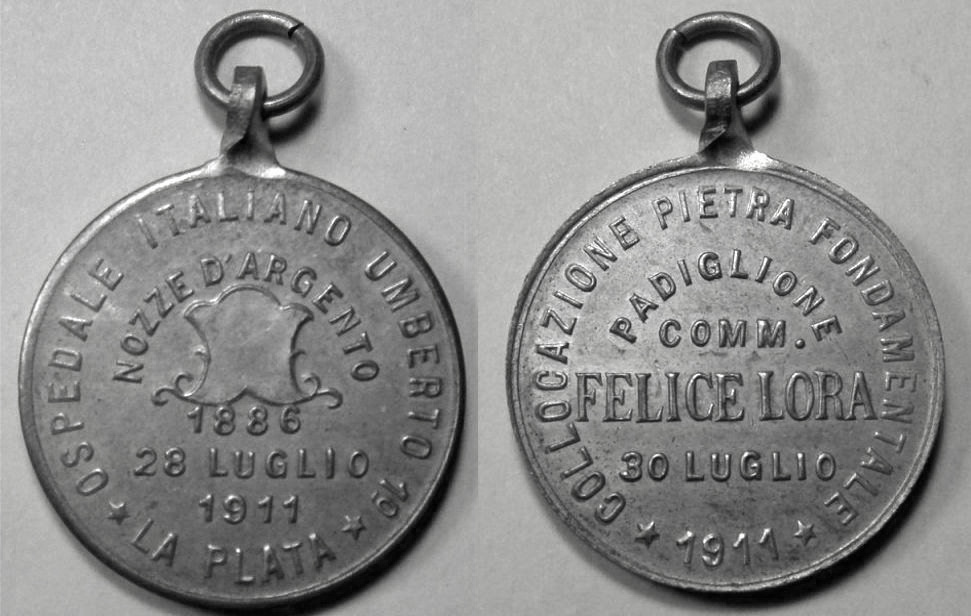 OSPEDALE ITALIANO UMBERTO 1º
NOZZE D'ARGENTO
1886
28 LUGLIO
1911
LA PLATA
COLLOCAZIONE PIETRA FONDAMENTALE
PADIGLIONE
COMM.
FELICE LORA
30 LUGLIO
1911